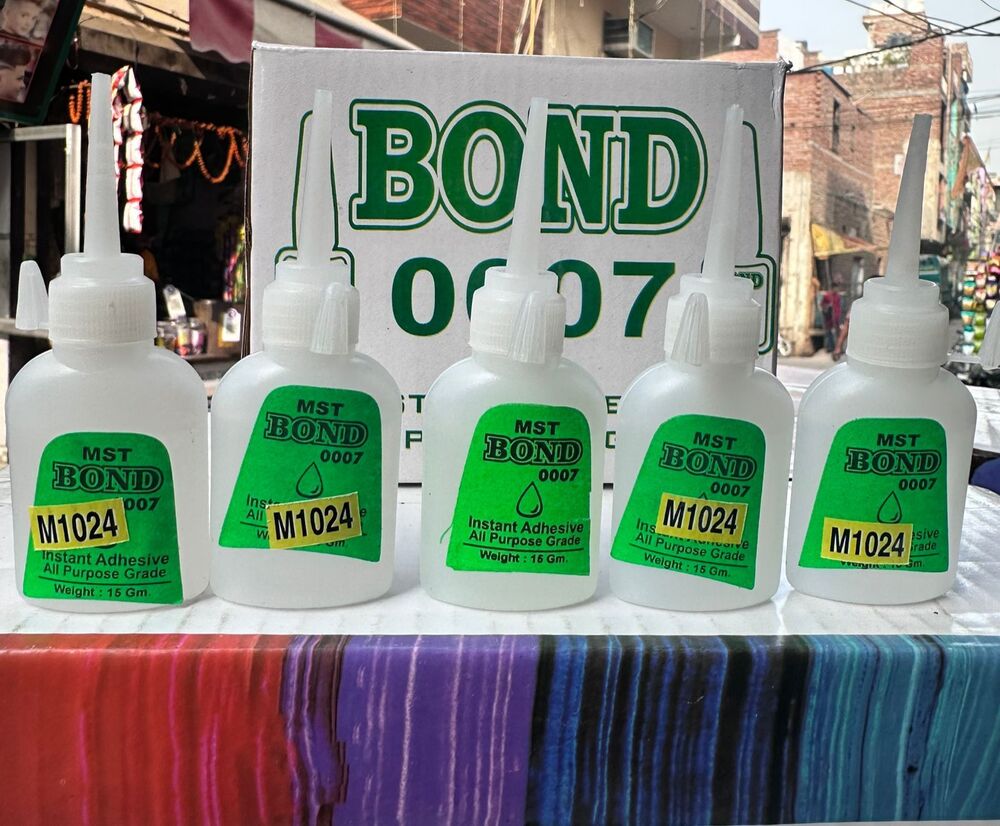 BOND
0007
MST
BOND
007
M1024
Instant Adhesive
All Purpose Grade
Weight : 15 Gm.
MST
BOND
0007
M1024
Gm.
MST
BOND
0007
Instant Adhesive
All Purpose Grade
Weight : 15 Gm.
MST
BOND
0007
M1024
All Purpose Grade
Weight : 15 Gm.
MST
BOND
0007
M1024